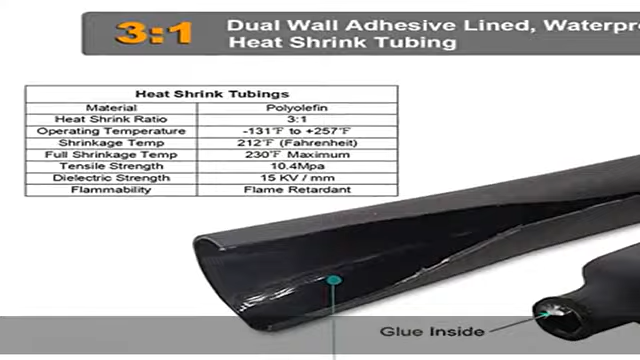 3:1
Dual Wall Adhesive Lined,
Heat Shrink Tubing
Heat Shrink Tubings
Material Polyolefin
Heat Shrink Ratio 3:1
Operating Temperature -131℉ to +257℉
Shrinkage Temp 212℉ (Fahrenheit)
Full Shrinkage Temp 230℉ Maximum
Tensile Strength 10.4Mpa
Dielectric Strength 15 KV / mm
Flammability Flame Retardant
Glue Inside